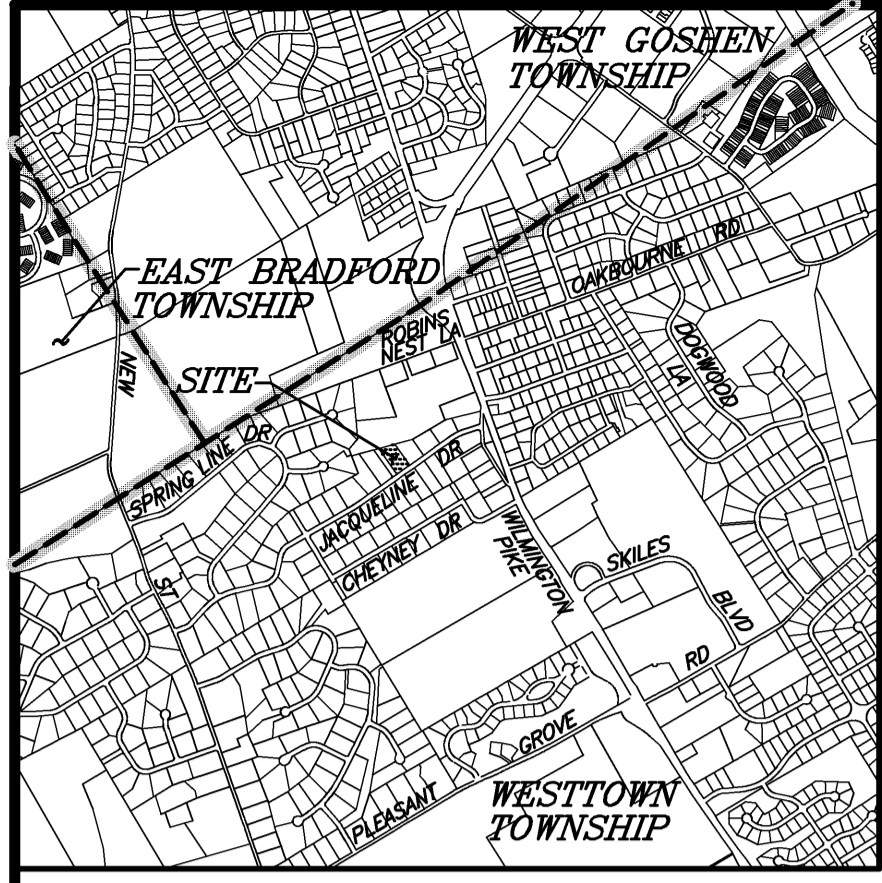 WEST GOSHEN
TOWNSHIP
EAST BRADFORD
TOWNSHIP
OAKBOURNE RD
ROBINS
NEST LA
DOGWOOD
LA
NEW
SITE
SPRING LINE DR
JACQUELINE DR
CHEYNEY DR
WILMINGTON
PIKE
SKILES
BLVD
ST
RD
GROVE
PLEASANT
WESTTOWN
TOWNSHIP